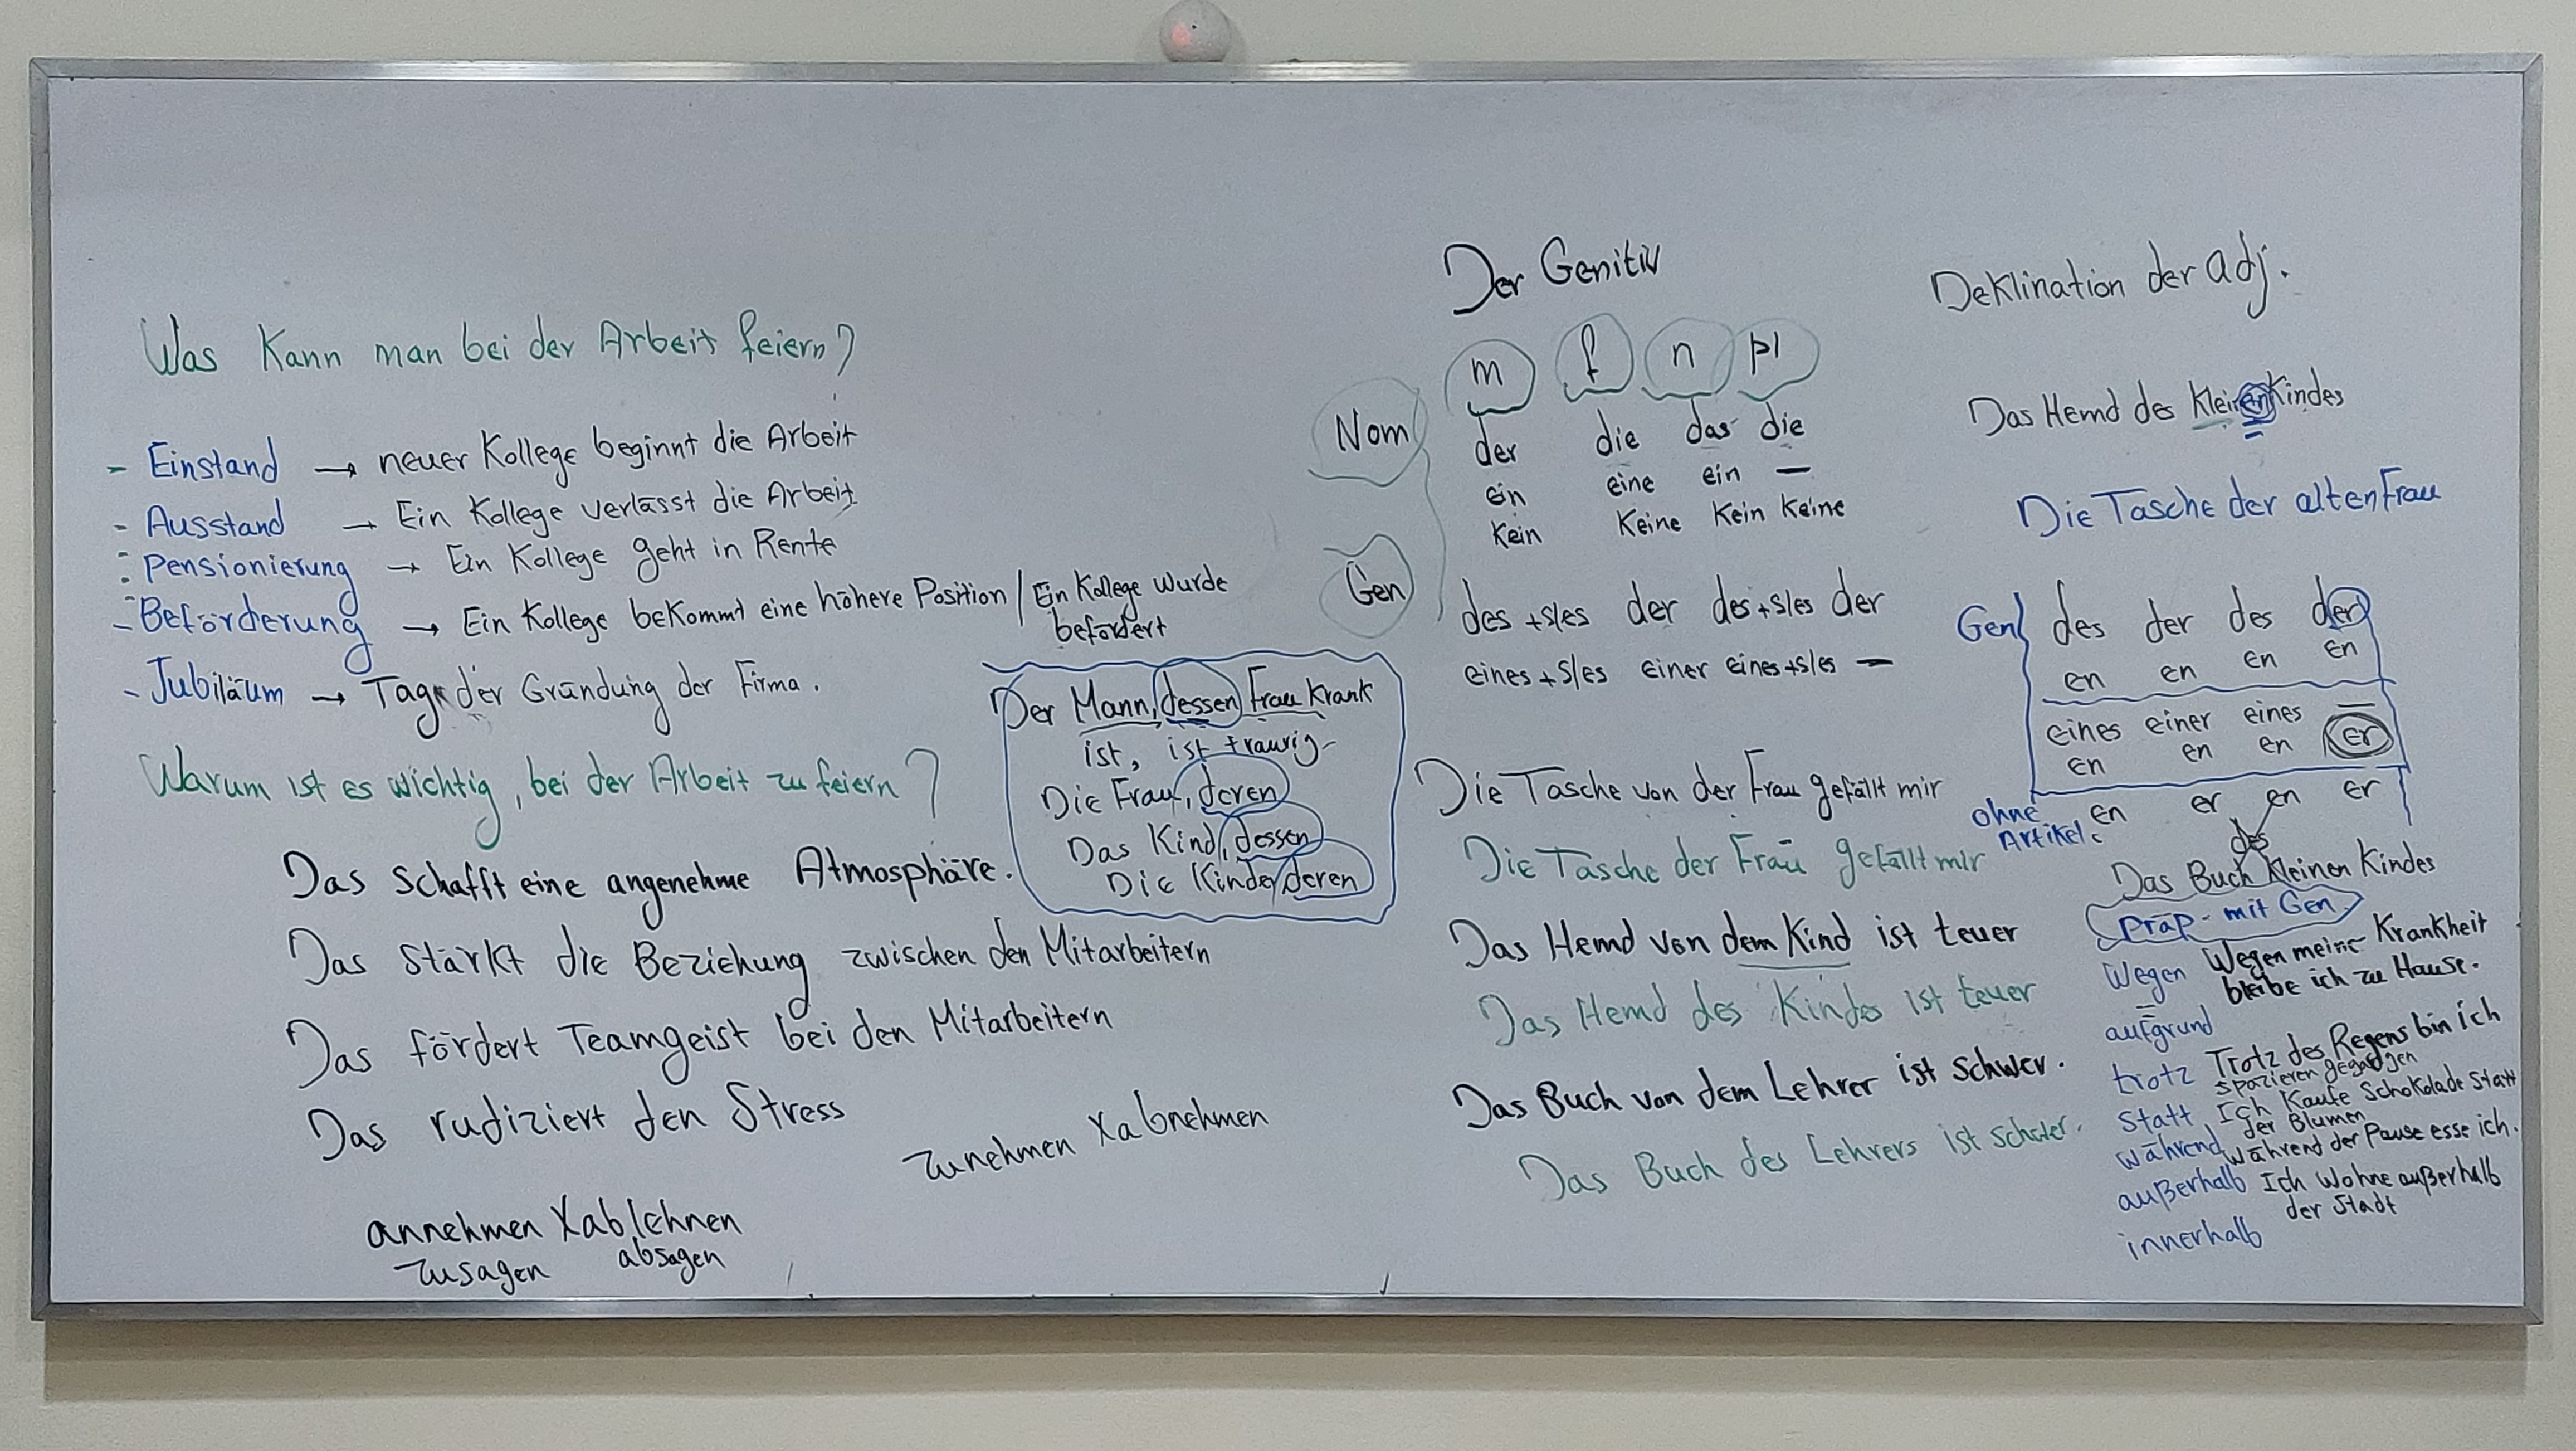 Was Kann man bei der Arbeit feiern?
- Einstand → neuer Kollege beginnt die Arbeit
- Ausstand → Ein Kollege verlässt die Arbeit
- Pensionierung → Ein Kollege geht in Rente
- Beförderung → Ein Kollege bekommt eine höhere Position / Ein Kollege wurde
befördert
- Jubiläum → Tag der Gründung der Firma.
Warum ist es wichtig, bei der Arbeit zu feiern?
Das schafft eine angenehme Atmosphäre.
Das stärkt die Beziehung zwischen den Mitarbeitern
Das fördert Teamgeist bei den Mitarbeitern
Das rudiziert den Stress
zunehmen X abnehmen
annehmen X ablehnen
zusagen absagen
Der Mann, dessen Frau Krank
ist, ist traurig
Die Frau, deren
Das Kind, dessen
Die Kinder deren
Der Genitiv
m f n pl
Nom der die das die
ein eine ein —
Kein Keine Kein Keine
Gen des +s/es der des +s/es der
eines +s/es einer eines +s/es —
Die Tasche von der Frau gefällt mir
Die Tasche der Frau gefällt mir
Das Hemd von dem Kind ist teuer
Das Hemd des Kindes ist teuer
Das Buch von dem Lehrer ist schwer.
Das Buch des Lehrers ist schwer.
Deklination der adj.
Das Hemd des Kleinen Kindes
Die Tasche der alten Frau
Gen des der des der
en en en en
eines einer eines —
en en en er
ohne Artikel: en er en er
des
Das Buch Kleinen Kindes
Präp. mit Gen
Wegen Wegen meine Krankheit
bleibe ich zu Hause.
=
aufgrund
trotz Trotz des Regens bin ich
spazieren gegangen
statt Ich Kaufe Schokolade statt
der Blumen
während während der Pause esse ich.
außerhalb Ich Wohne außerhalb
der Stadt
innerhalb